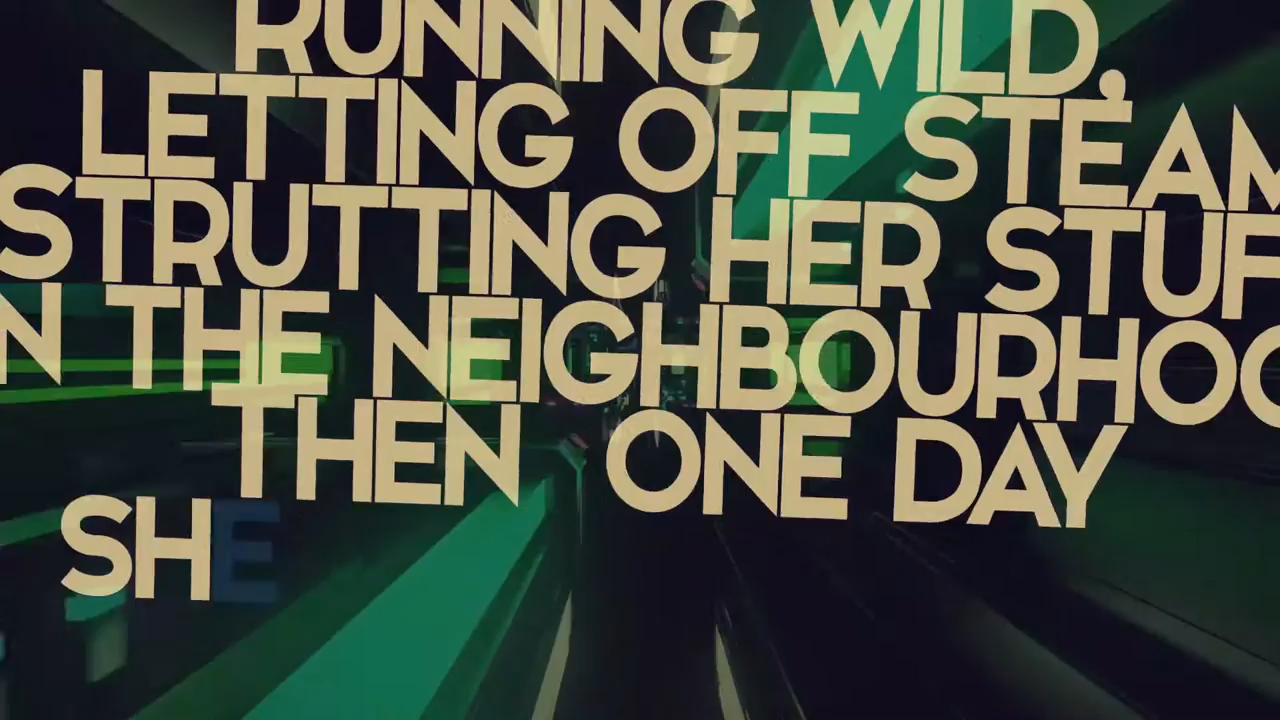 RUNNING WILD.
LETTING OFF STEAM
STRUTTING HER STUF
N THE NEIGHBOURHOO
THEN ONE DAY
SHE